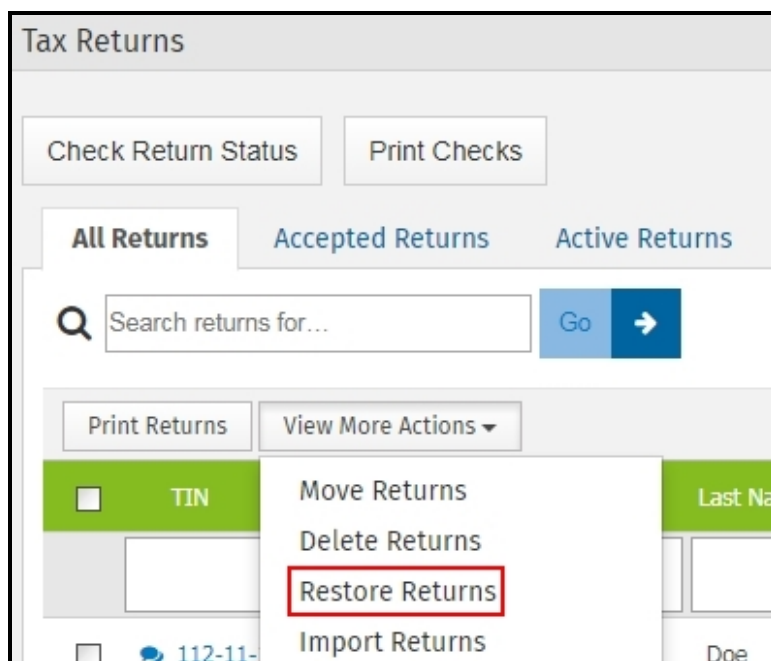 Tax Returns
Check Return Status Print Checks
All Returns Accepted Returns Active Returns
Search returns for... Go
Print Returns View More Actions
TIN Move Returns Last Na
Delete Returns
Restore Returns
112-11- Import Returns Doe